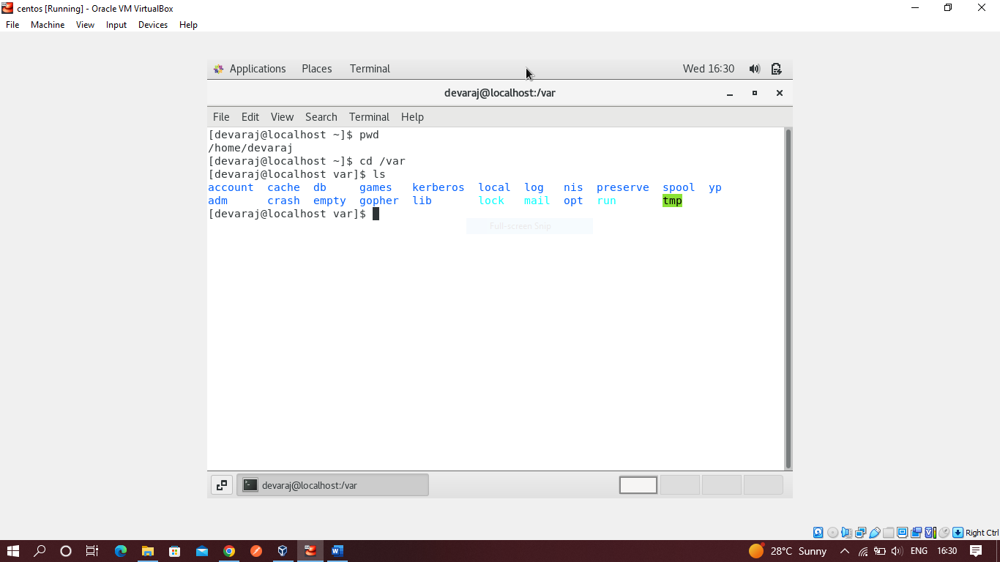 centos [Running] - Oracle VM VirtualBox
File Machine View Input Devices Help
Applications Places Terminal Wed 16:30
devaraj@localhost:/var
File Edit View Search Terminal Help
[devaraj@localhost ~]$ pwd
/home/devaraj
[devaraj@localhost ~]$ cd /var
[devaraj@localhost var]$ ls
account cache db games kerberos local log nis preserve spool yp
adm crash empty gopher lib lock mail opt run tmp
[devaraj@localhost var]$
Full-screen Snip
devaraj@localhost:/var
Right Ctrl
28°C Sunny ENG 16:30